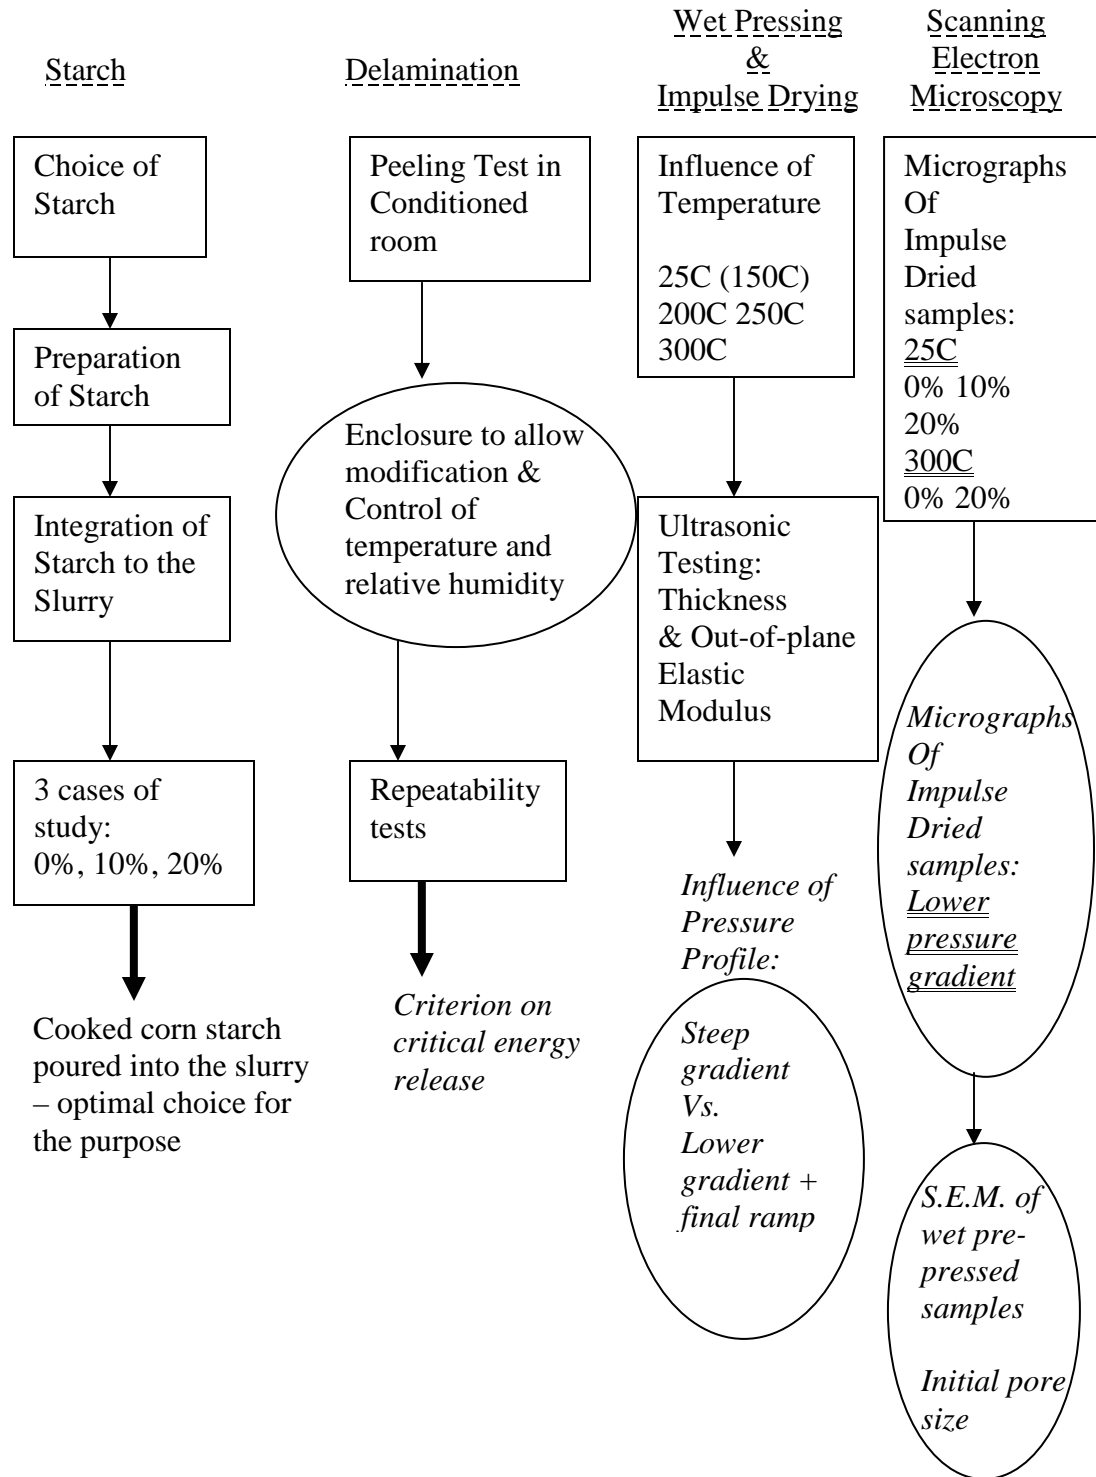 Starch
Choice of
Starch
Preparation
of Starch
Integration of
Starch to the
Slurry
3 cases of
study:
0%, 10%, 20%
Cooked corn starch
poured into the slurry
– optimal choice for
the purpose
Delamination
Peeling Test in
Conditioned
room
Enclosure to allow
modification &
Control of
temperature and
relative humidity
Repeatability
tests
Criterion on
critical energy
release
Wet Pressing
&
Impulse Drying
Influence of
Temperature
25C (150C)
200C 250C
300C
Ultrasonic
Testing:
Thickness
& Out-of-plane
Elastic
Modulus
Influence of
Pressure
Profile:
Steep
gradient
Vs.
Lower
gradient +
final ramp
Scanning
Electron
Microscopy
Micrographs
Of
Impulse
Dried
samples:
25C
0% 10%
20%
300C
0% 20%
Micrographs
Of
Impulse
Dried
samples:
Lower
pressure
gradient
S.E.M. of
wet pre-
pressed
samples
Initial pore
size